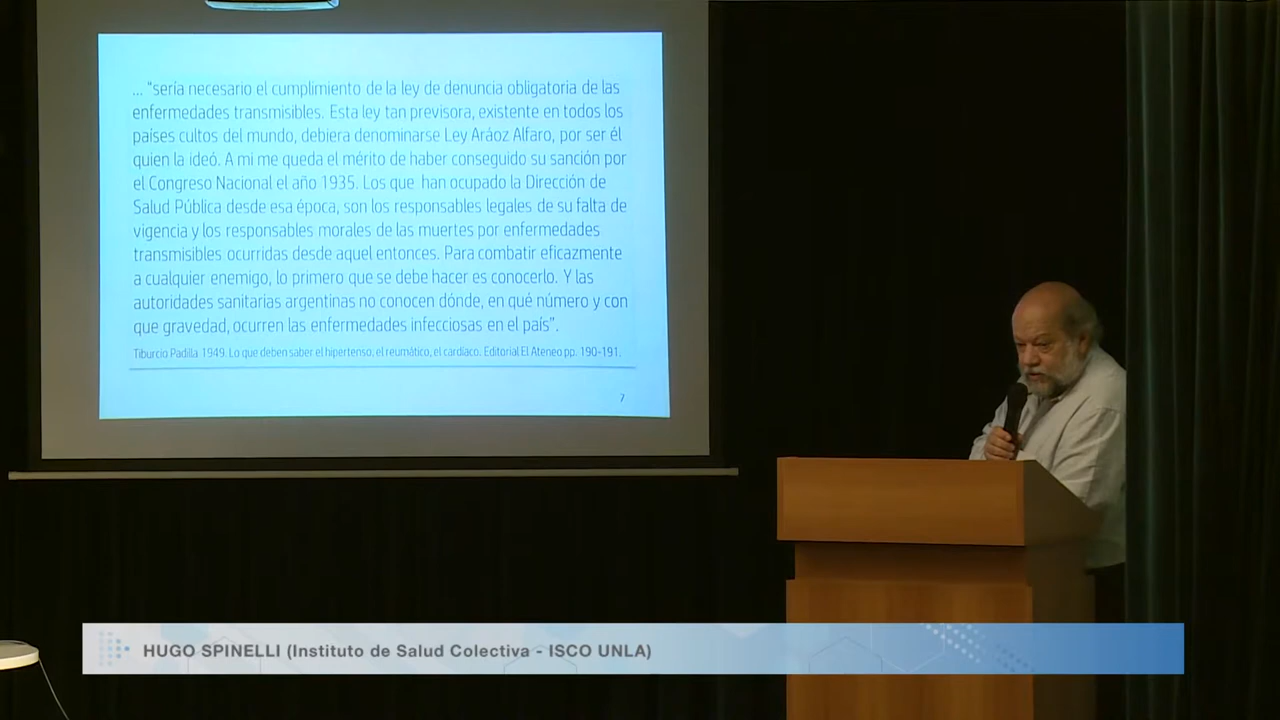 ... “sería necesario el cumplimiento de la ley de denuncia obligatoria de las
enfermedades transmisibles. Esta ley tan previsora, existente en todos los
países cultos del mundo, debiera denominarse Ley Aráoz Alfaro, por ser él
quien la ideó. A mi me queda el mérito de haber conseguido su sanción por
el Congreso Nacional el año 1935. Los que han ocupado la Dirección de
Salud Pública desde esa época, son los responsables legales de su falta de
vigencia y los responsables morales de las muertes por enfermedades
transmisibles ocurridas desde aquel entonces. Para combatir eficazmente
a cualquier enemigo, lo primero que se debe hacer es conocerlo. Y las
autoridades sanitarias argentinas no conocen dónde, en qué número y con
que gravedad, ocurren las enfermedades infecciosas en el país”.
Tiburcio Padilla 1949. Lo que deben saber el hipertenso; el reumático, el cardíaco. Editorial El Ateneo pp. 190-191.
7
HUGO SPINELLI (Instituto de Salud Colectiva - ISCO UNLA)